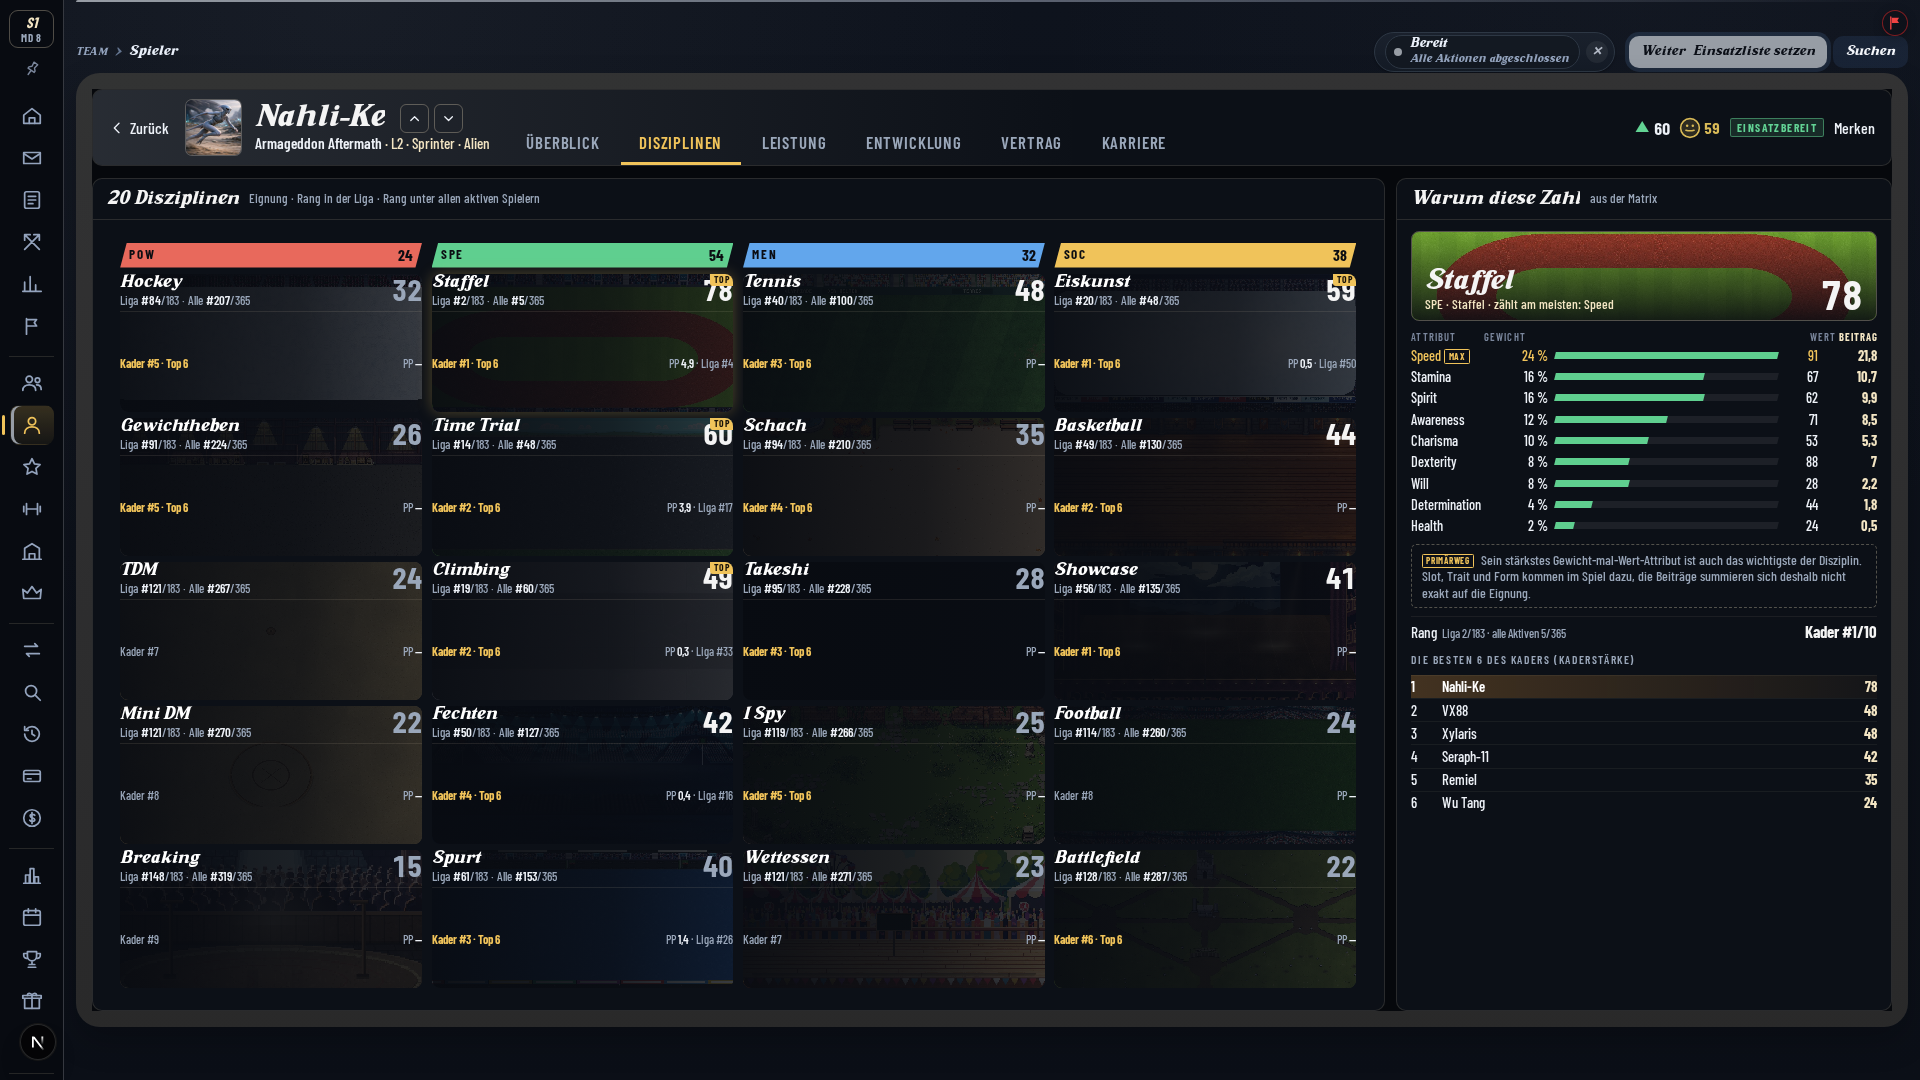 S1
MD 8
TEAM › Spieler
Bereit
Alle Aktionen abgeschlossen
Weiter Einsatzliste setzen
Suchen
Zurück
Nahli-Ke
Armageddon Aftermath · L2 · Sprinter · Alien
ÜBERBLICK
DISZIPLINEN
LEISTUNG
ENTWICKLUNG
VERTRAG
KARRIERE
60
59
EINSATZBEREIT
Merken
20 Disziplinen Eignung · Rang in der Liga · Rang unter allen aktiven Spielern
POW 24
Hockey 32
Liga #84/183 · Alle #207/365
Kader #5 · Top 6 PP –
Gewichtheben 26
Liga #91/183 · Alle #224/365
Kader #5 · Top 6 PP –
TDM 24
Liga #121/183 · Alle #267/365
Kader #7 PP –
Mini DM 22
Liga #121/183 · Alle #270/365
Kader #8 PP –
Breaking 15
Liga #148/183 · Alle #319/365
Kader #9 PP –
SPE 54
Staffel 78 TOP
Liga #2/183 · Alle #5/365
Kader #1 · Top 6 PP 4,9 · Liga #4
Time Trial 60 TOP
Liga #14/183 · Alle #48/365
Kader #2 · Top 6 PP 3,9 · Liga #17
Climbing 49 TOP
Liga #19/183 · Alle #60/365
Kader #2 · Top 6 PP 0,3 · Liga #33
Fechten 42
Liga #50/183 · Alle #127/365
Kader #4 · Top 6 PP 0,4 · Liga #16
Spurt 40
Liga #61/183 · Alle #153/365
Kader #3 · Top 6 PP 1,4 · Liga #26
MEN 32
Tennis 48
Liga #40/183 · Alle #100/365
Kader #3 · Top 6 PP –
Schach 35
Liga #94/183 · Alle #210/365
Kader #4 · Top 6 PP –
Takeshi 28
Liga #95/183 · Alle #228/365
Kader #3 · Top 6 PP –
I Spy 25
Liga #119/183 · Alle #266/365
Kader #5 · Top 6 PP –
Wettessen 23
Liga #121/183 · Alle #271/365
Kader #7 PP –
SOC 38
Eiskunst 59 TOP
Liga #20/183 · Alle #48/365
Kader #1 · Top 6 PP 0,5 · Liga #50
Basketball 44
Liga #49/183 · Alle #130/365
Kader #2 · Top 6 PP –
Showcase 41
Liga #56/183 · Alle #135/365
Kader #1 · Top 6 PP –
Football 24
Liga #114/183 · Alle #260/365
Kader #8 PP –
Battlefield 22
Liga #128/183 · Alle #287/365
Kader #6 · Top 6 PP –
Warum diese Zahl aus der Matrix
Staffel
SPE · Staffel · zählt am meisten: Speed
78
ATTRIBUT GEWICHT WERT BEITRAG
Speed MAX 24 % 91 21,8
Stamina 16 % 67 10,7
Spirit 16 % 62 9,9
Awareness 12 % 71 8,5
Charisma 10 % 53 5,3
Dexterity 8 % 88 7
Will 8 % 28 2,2
Determination 4 % 44 1,8
Health 2 % 24 0,5
PRIMÄRWEG Sein stärkstes Gewicht-mal-Wert-Attribut ist auch das wichtigste der Disziplin.
Slot, Trait und Form kommen im Spiel dazu, die Beiträge summieren sich deshalb nicht
exakt auf die Eignung.
Rang Liga 2/183 · alle Aktiven 5/365 Kader #1/10
DIE BESTEN 6 DES KADERS (KADERSTÄRKE)
1 Nahli-Ke 78
2 VX88 48
3 Xylaris 48
4 Seraph-11 42
5 Remiel 35
6 Wu Tang 24
N